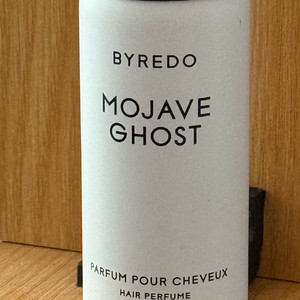 BYREDO
MOJAVE
GHOST
PARFUM POUR CHEVEUX
HAIR PERFUME